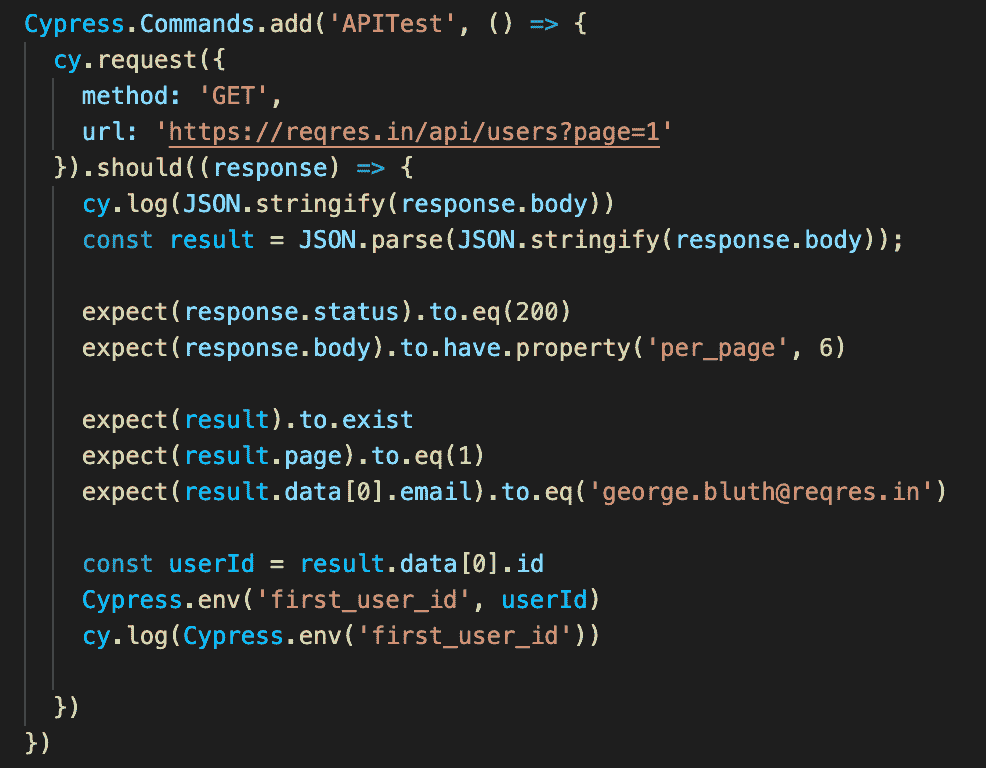 Cypress.Commands.add('APITest', () => {
cy.request({
method: 'GET',
url: 'https://reqres.in/api/users?page=1'
}).should((response) => {
cy.log(JSON.stringify(response.body))
const result = JSON.parse(JSON.stringify(response.body));
expect(response.status).to.eq(200)
expect(response.body).to.have.property('per_page', 6)
expect(result).to.exist
expect(result.page).to.eq(1)
expect(result.data[0].email).to.eq('george.bluth@reqres.in')
const userId = result.data[0].id
Cypress.env('first_user_id', userId)
cy.log(Cypress.env('first_user_id'))
})
})